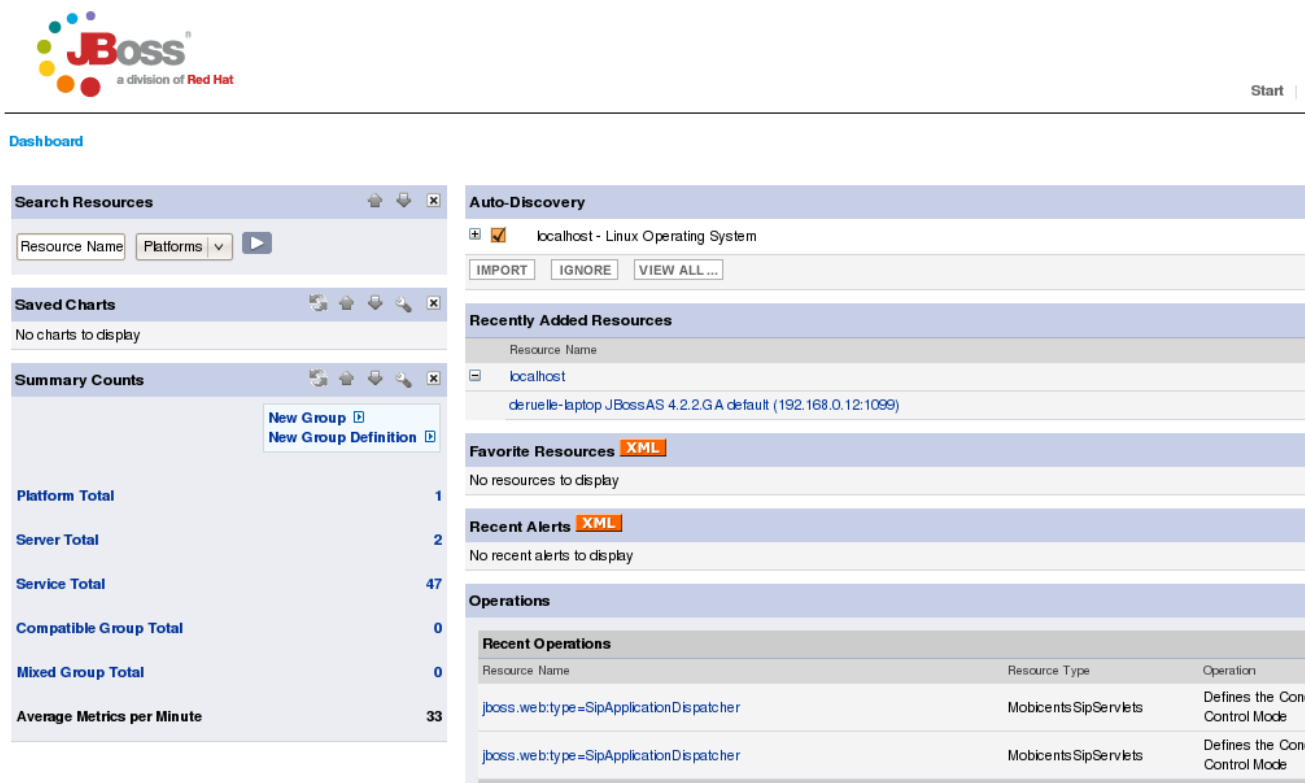 JBoss®
a division of Red Hat
Start |
Dashboard
Search Resources
Resource Name Platforms
Saved Charts
No charts to display
Summary Counts
New Group
New Group Definition
Platform Total 1
Server Total 2
Service Total 47
Compatible Group Total 0
Mixed Group Total 0
Average Metrics per Minute 33
Auto-Discovery
localhost - Linux Operating System
IMPORT IGNORE VIEW ALL ...
Recently Added Resources
Resource Name
localhost
deruelle-laptop JBossAS 4.2.2.GA default (192.168.0.12:1099)
Favorite Resources XML
No resources to display
Recent Alerts XML
No recent alerts to display
Operations
Recent Operations
Resource Name Resource Type Operation
jboss.web:type=SipApplicationDispatcher MobicentsSipServlets Defines the
Control Mode
jboss.web:type=SipApplicationDispatcher MobicentsSipServlets Defines the
Control Mode